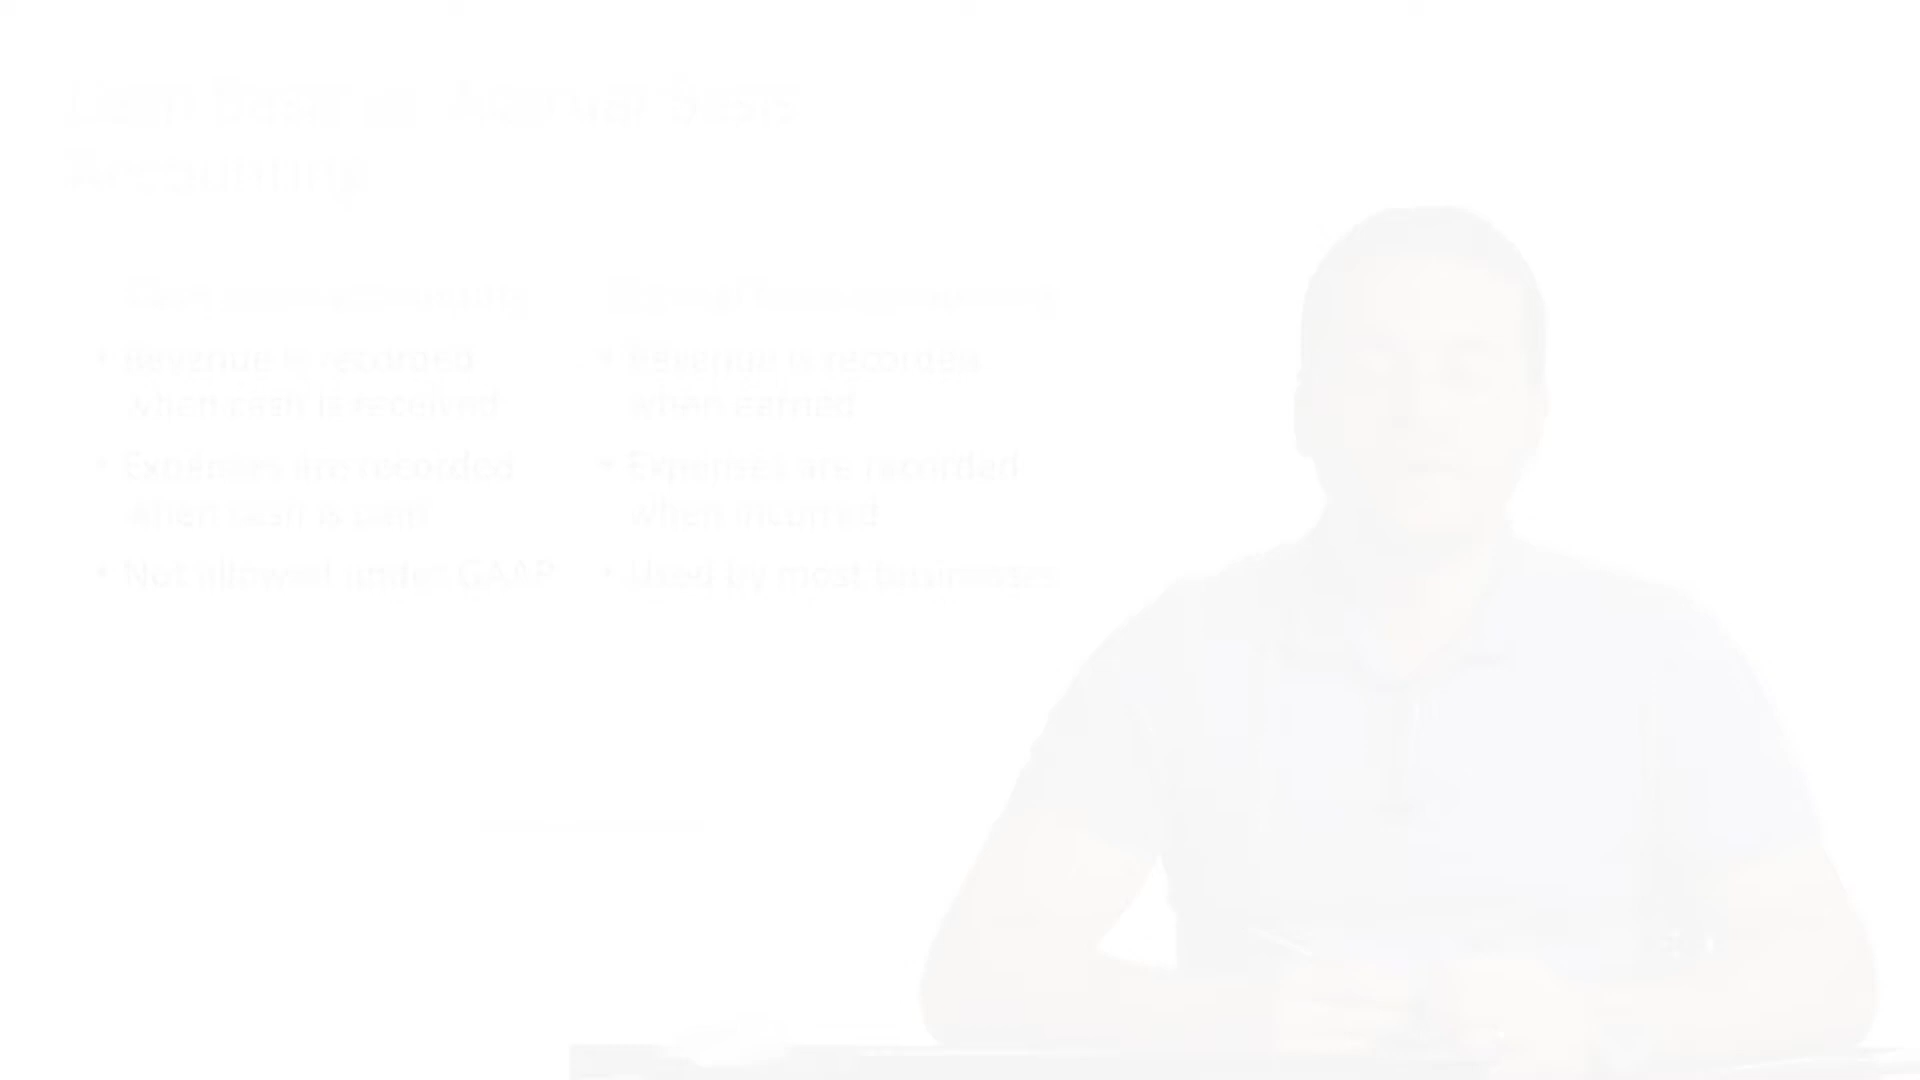 Cash Basis vs. Accrual Basis
Accounting
Cash basis accounting
• Revenue is recorded
when cash is received
• Expenses are recorded
when cash is paid
• Not allowed under GAAP
Accrual basis accounting
• Revenue is recorded
when earned
• Expenses are recorded
when incurred
• Used by most businesses